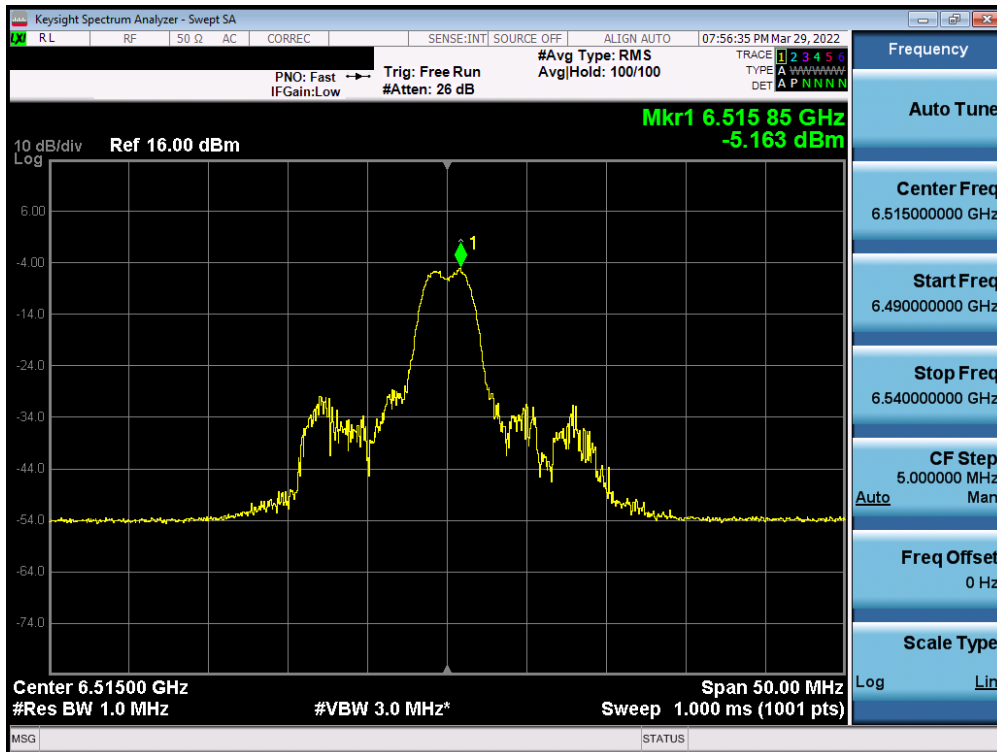 Keysight Spectrum Analyzer - Swept SA
LXI RL RF 50 Ω AC CORREC SENSE:INT SOURCE OFF ALIGN AUTO 07:56:35 PM Mar 29, 2022
PNO: Fast
IFGain:Low
Trig: Free Run
#Atten: 26 dB
#Avg Type: RMS
Avg|Hold: 100/100
TRACE 1 2 3 4 5 6
TYPE A WWWWW
DET A P N N N N
Mkr1 6.515 85 GHz
-5.163 dBm
10 dB/div Ref 16.00 dBm
Log
6.00
-4.00
-14.0
-24.0
-34.0
-44.0
-54.0
-64.0
-74.0
1
Center 6.51500 GHz Span 50.00 MHz
#Res BW 1.0 MHz #VBW 3.0 MHz* Sweep 1.000 ms (1001 pts)
MSG STATUS
Frequency
Auto Tune
Center Freq
6.515000000 GHz
Start Freq
6.490000000 GHz
Stop Freq
6.540000000 GHz
CF Step
5.000000 MHz
Auto Man
Freq Offset
0 Hz
Scale Type
Log Lin